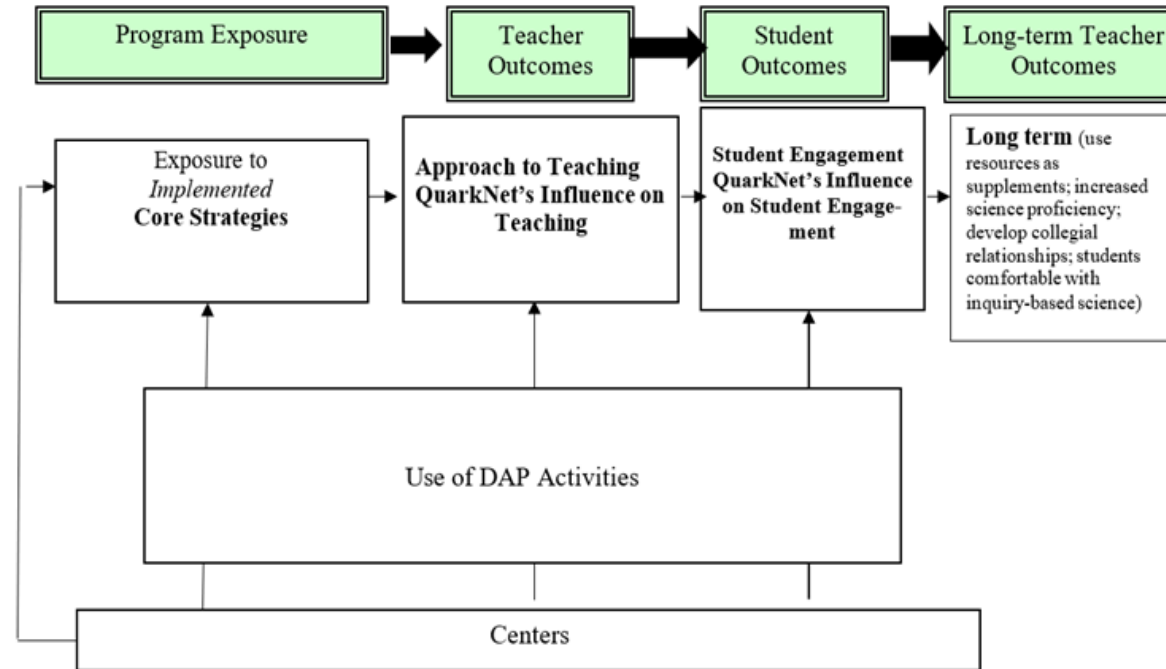 Program Exposure
Teacher
Outcomes
Student
Outcomes
Long-term Teacher
Outcomes
Exposure to
Implemented
Core Strategies
Approach to Teaching
QuarkNet's Influence on
Teaching
Student Engagement
QuarkNet's Influence
on Student Engage-
ment
Long term (use
resources as
supplements; increased
science proficiency;
develop collegial
relationships; students
comfortable with
inquiry-based science)
Use of DAP Activities
Centers